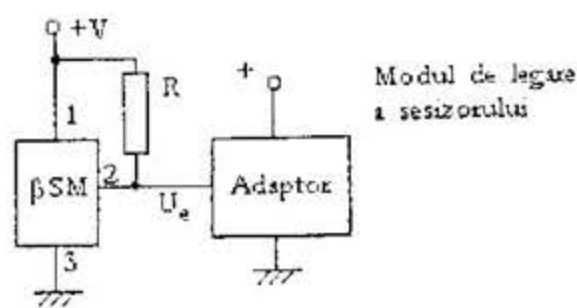 +V
R
+
Modul de legare
a sesizorului
1
βSM
2
Ue
Adaptor
3